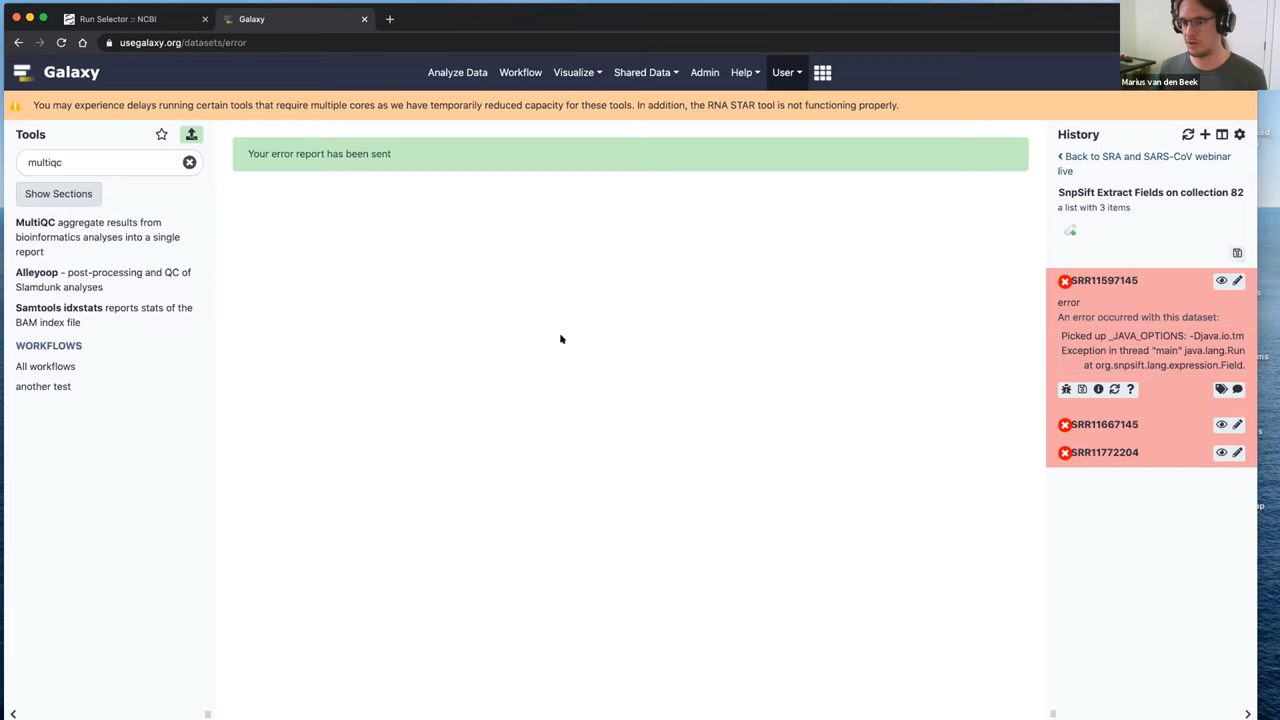 Run Selector :: NCBI
Galaxy
usegalaxy.org/datasets/error
Galaxy
Analyze Data
Workflow
Visualize
Shared Data
Admin
Help
User
Marius van den Beek
You may experience delays running certain tools that require multiple cores as we have temporarily reduced capacity for these tools. In addition, the RNA STAR tool is not functioning properly.
Tools
multiqc
Show Sections
MultiQC aggregate results from
bioinformatics analyses into a single
report
Alleyoop - post-processing and QC of
Slamdunk analyses
Samtools idxstats reports stats of the
BAM index file
WORKFLOWS
All workflows
another test
Your error report has been sent
History
Back to SRA and SARS-CoV webinar
live
SnpSift Extract Fields on collection 82
a list with 3 items
SRR11597145
error
An error occurred with this dataset:
Picked up _JAVA_OPTIONS: -Djava.io.tm
Exception in thread "main" java.lang.Run
at org.snpsift.lang.expression.Field.
SRR11667145
SRR11772204